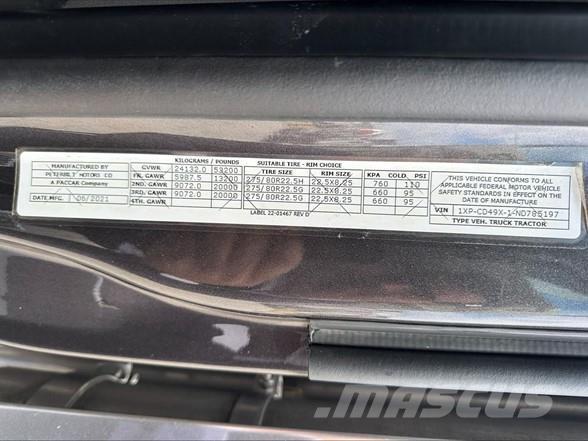 MANUFACTURED BY
PETERBILT MOTORS CO
A PACCAR Company
DATE.MFG. 06/2021
KILOGRAMS / POUNDS
GVWR 24132.0 53200
FR. GAWR 5987.5 13200
2ND. GAWR 9072.0 20000
3RD. GAWR 9072.0 20000
4TH. GAWR
SUITABLE TIRE - RIM CHOICE
TIRE SIZE RIM SIZE
275/80R22.5H 22.5X8.25
275/80R22.5G 22.5X8.25
275/80R22.5G 22.5X8.25
KPA COLD. PSI
760 110
660 95
660 95
LABEL 22-01467 REV D
THIS VEHICLE CONFORMS TO ALL
APPLICABLE FEDERAL MOTOR VEHICLE
SAFETY STANDARDS IN EFFECT ON THE
DATE OF MANUFACTURE
VIN 1XP-CD49X-1-ND785197
TYPE VEH. TRUCK TRACTOR
MASCUS